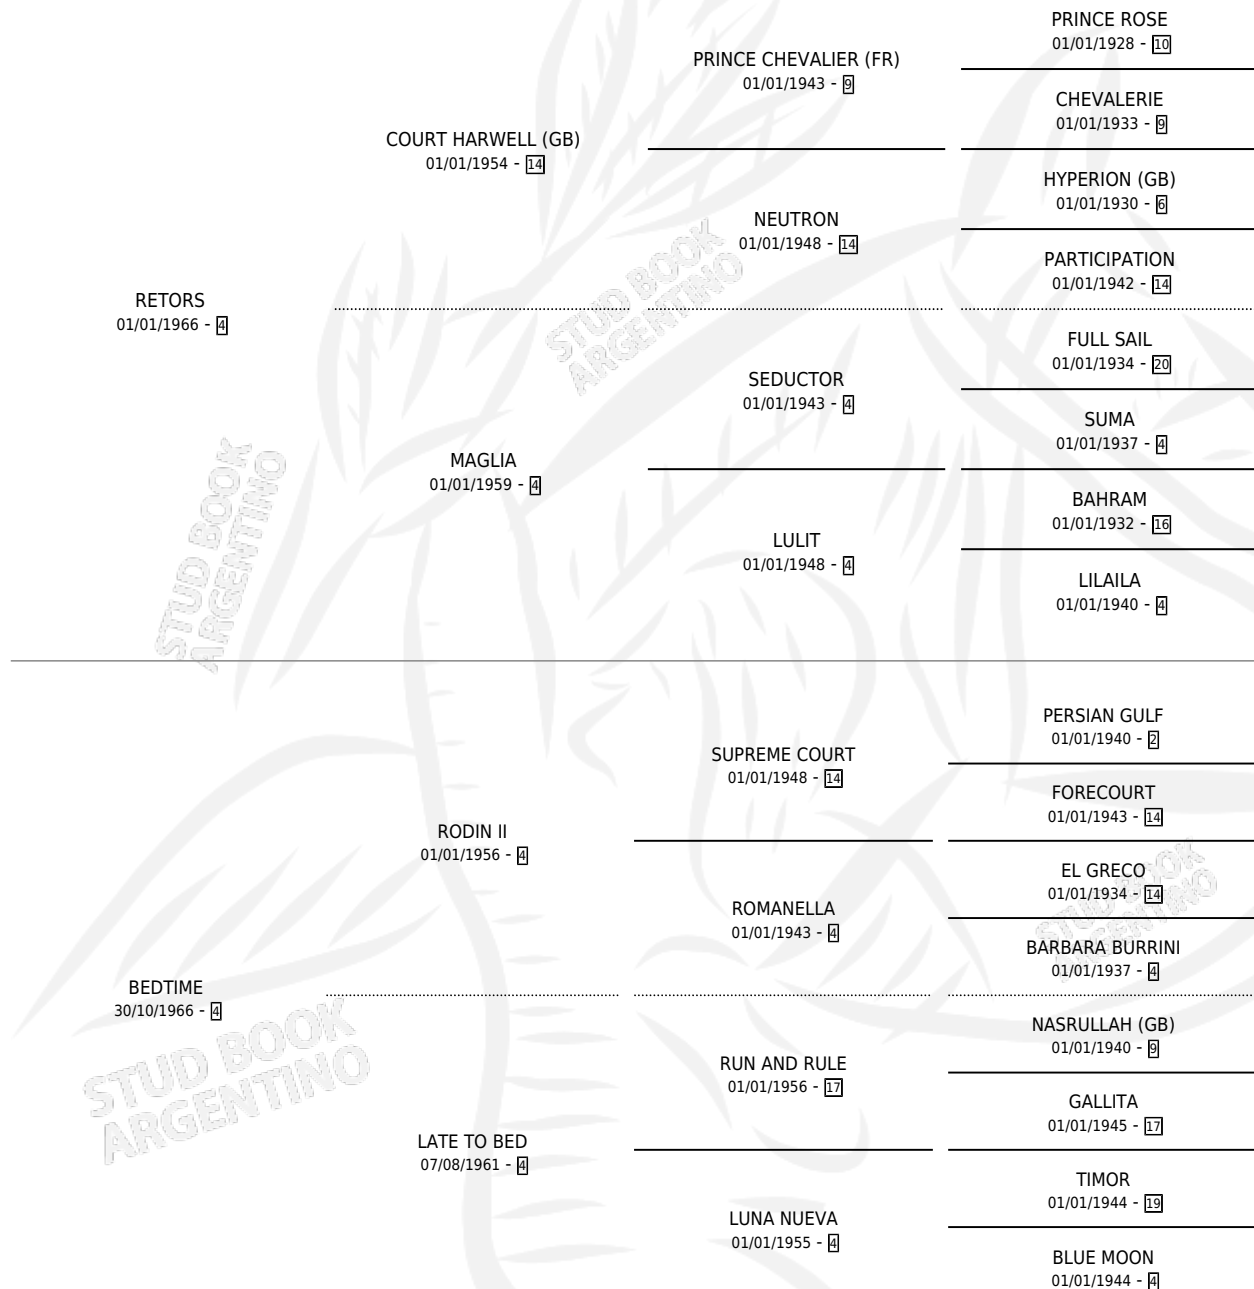 PRINCE ROSE
01/01/1928 - 10
PRINCE CHEVALIER (FR)
01/01/1943 - 9
CHEVALERIE
01/01/1933 - 9
COURT HARWELL (GB)
01/01/1954 - 14
HYPERION (GB)
01/01/1930 - 6
NEUTRON
01/01/1948 - 14
PARTICIPATION
01/01/1942 - 14
RETORS
01/01/1966 - 4
FULL SAIL
01/01/1934 - 20
SEDUCTOR
01/01/1943 - 4
SUMA
01/01/1937 - 4
MAGLIA
01/01/1959 - 4
BAHRAM
01/01/1932 - 16
LULIT
01/01/1948 - 4
LILAILA
01/01/1940 - 4
STUD BOOK
ARGENTINO
STUD BOOK
ARGENTINO
PERSIAN GULF
01/01/1940 - 2
SUPREME COURT
01/01/1948 - 14
FORECOURT
01/01/1943 - 14
RODIN II
01/01/1956 - 4
EL GRECO
01/01/1934 - 14
ROMANELLA
01/01/1943 - 4
BARBARA BURRINI
01/01/1937 - 4
BEDTIME
30/10/1966 - 4
NASRULLAH (GB)
01/01/1940 - 9
RUN AND RULE
01/01/1956 - 17
GALLITA
01/01/1945 - 17
LATE TO BED
07/08/1961 - 4
TIMOR
01/01/1944 - 19
LUNA NUEVA
01/01/1955 - 4
BLUE MOON
01/01/1944 - 4
STUD BOOK
ARGENTINO
STUD BOOK
ARGENTINO